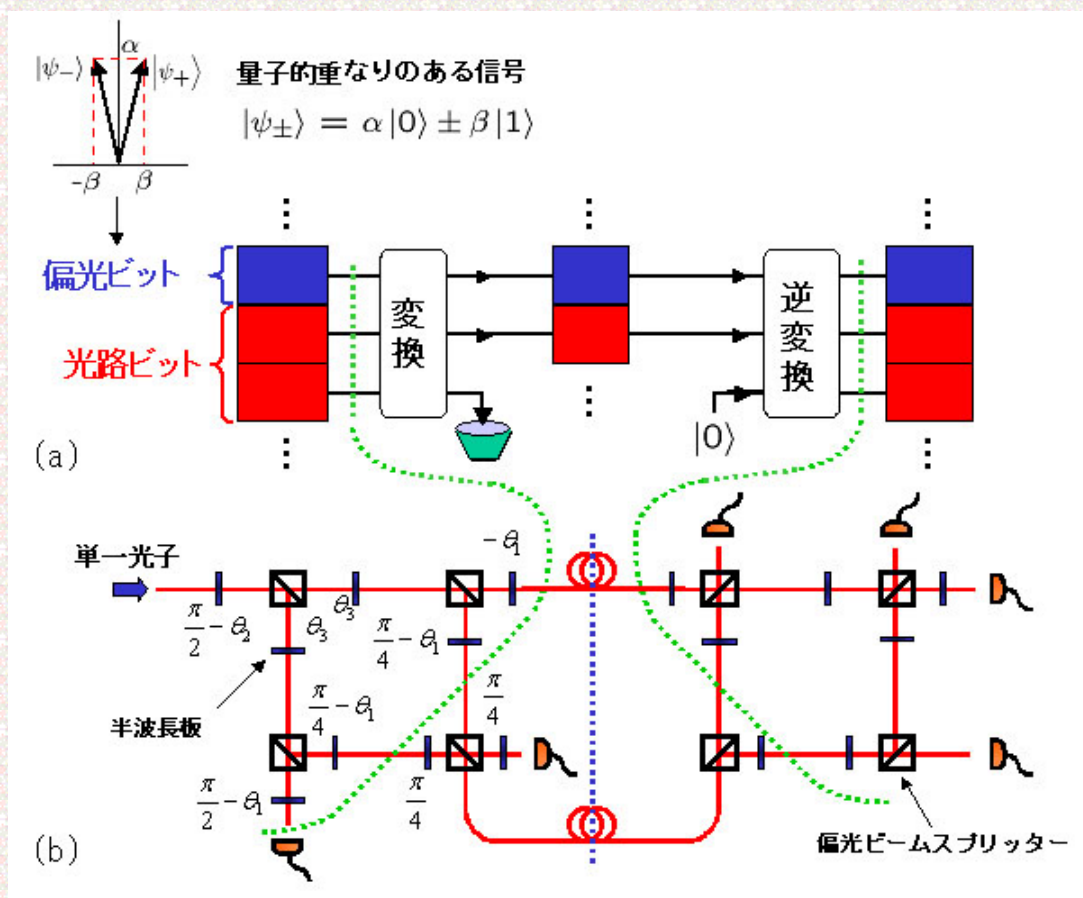 α
|ψ₋⟩ |ψ₊⟩
-β β
量子的重なりのある信号
|ψ±⟩ = α|0⟩ ± β|1⟩
偏光ビット
光路ビット
変換
逆変換
|0⟩
(a)
単一光子
π/2 − θ₂
θ₃
θ₃
−θ₁
π/4 − θ₁
半波長板
π/4 − θ₁
π/4
π/2 − θ₁
π/4
偏光ビームスプリッター
(b)